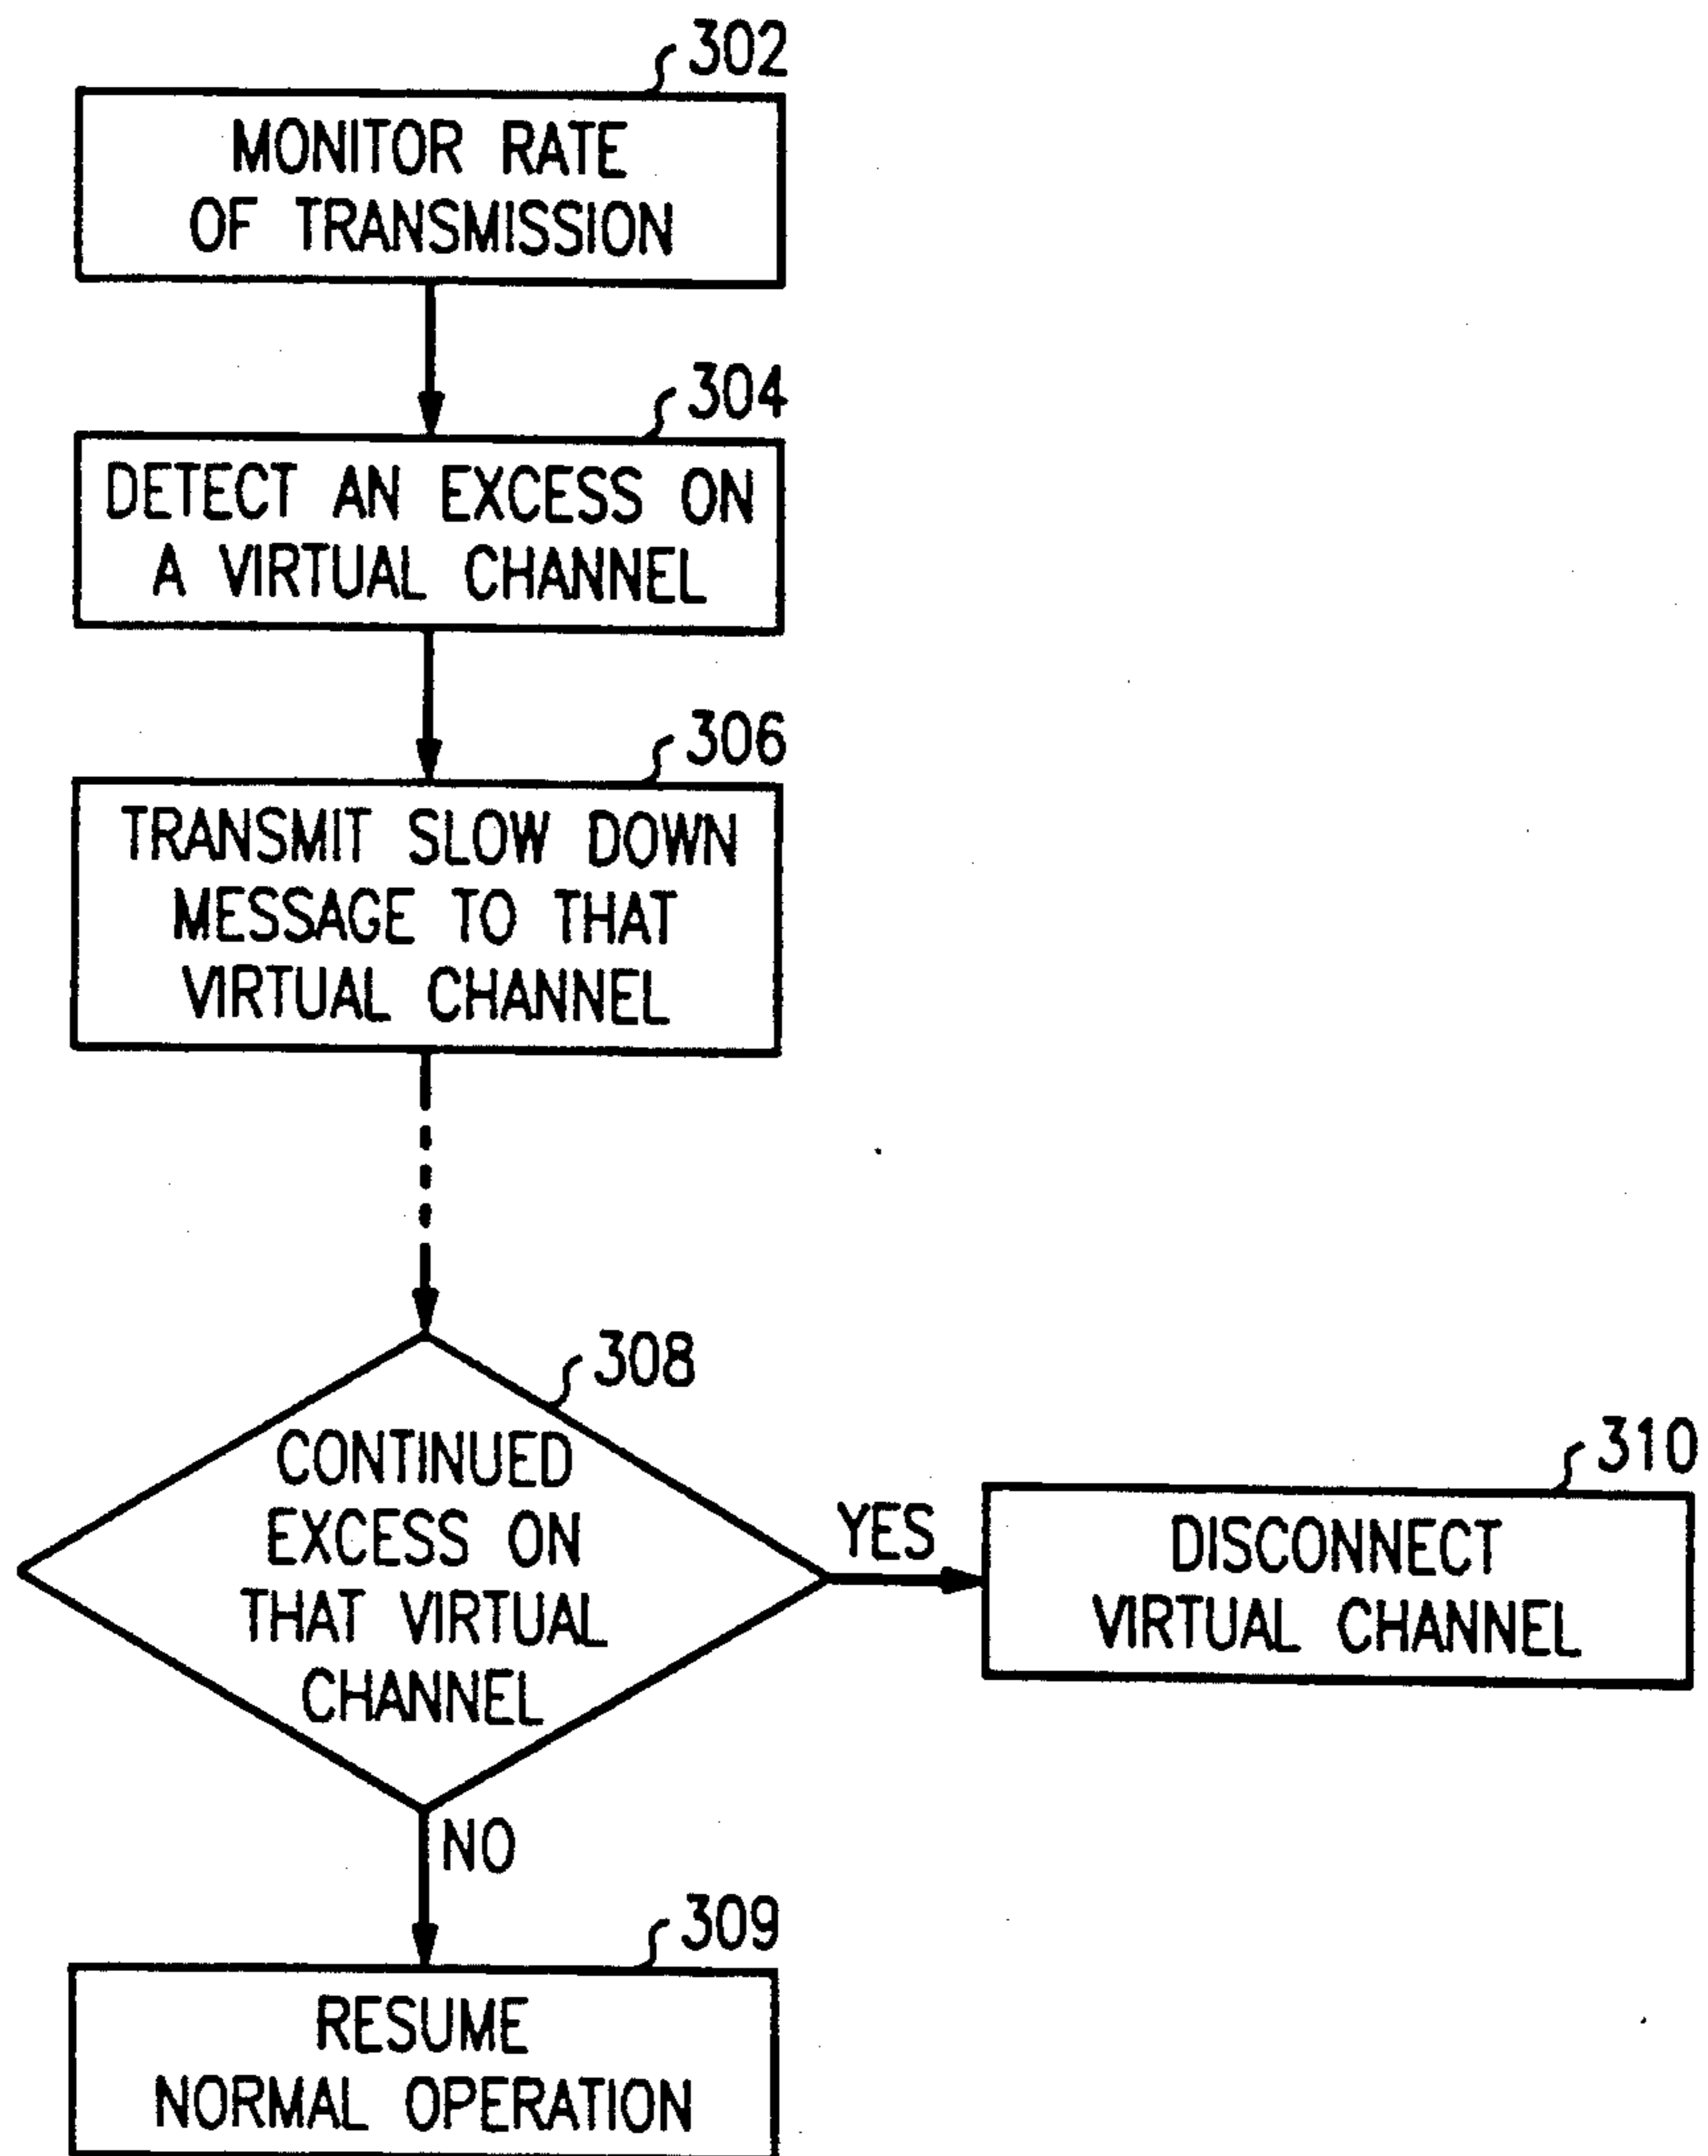 302
MONITOR RATE
OF TRANSMISSION
304
DETECT AN EXCESS ON
A VIRTUAL CHANNEL
306
TRANSMIT SLOW DOWN
MESSAGE TO THAT
VIRTUAL CHANNEL
308
CONTINUED
EXCESS ON
THAT VIRTUAL
CHANNEL
YES
310
DISCONNECT
VIRTUAL CHANNEL
NO
309
RESUME
NORMAL OPERATION